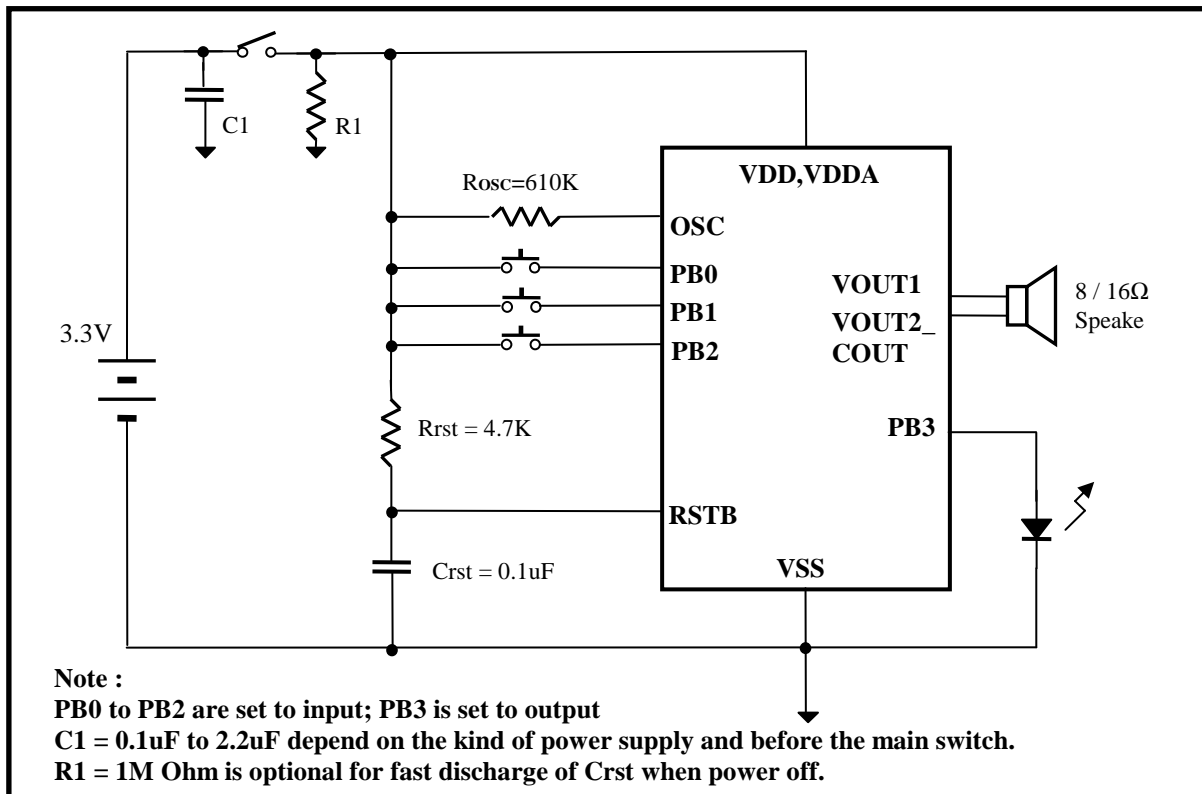 C1
R1
VDD,VDDA
Rosc=610K
OSC
PB0
PB1
PB2
VOUT1
VOUT2_
COUT
8 / 16Ω
Speake
3.3V
Rrst = 4.7K
PB3
RSTB
Crst = 0.1uF
VSS
Note :
PB0 to PB2 are set to input; PB3 is set to output
C1 = 0.1uF to 2.2uF depend on the kind of power supply and before the main switch.
R1 = 1M Ohm is optional for fast discharge of Crst when power off.